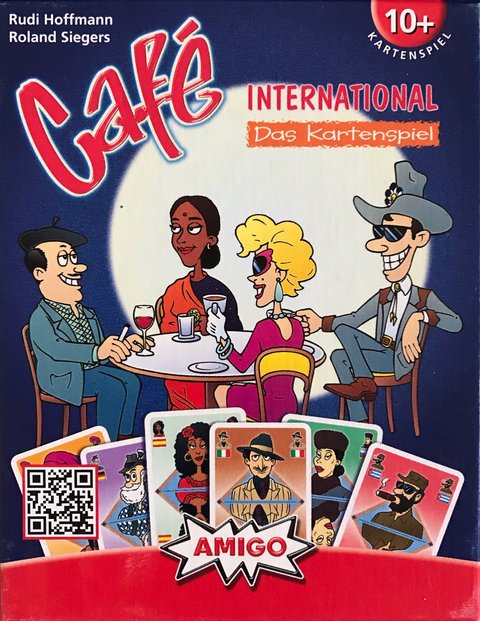 Rudi Hoffmann
Roland Siegers
10+
KARTENSPIEL
Café
INTERNATIONAL
Das Kartenspiel
AMIGO